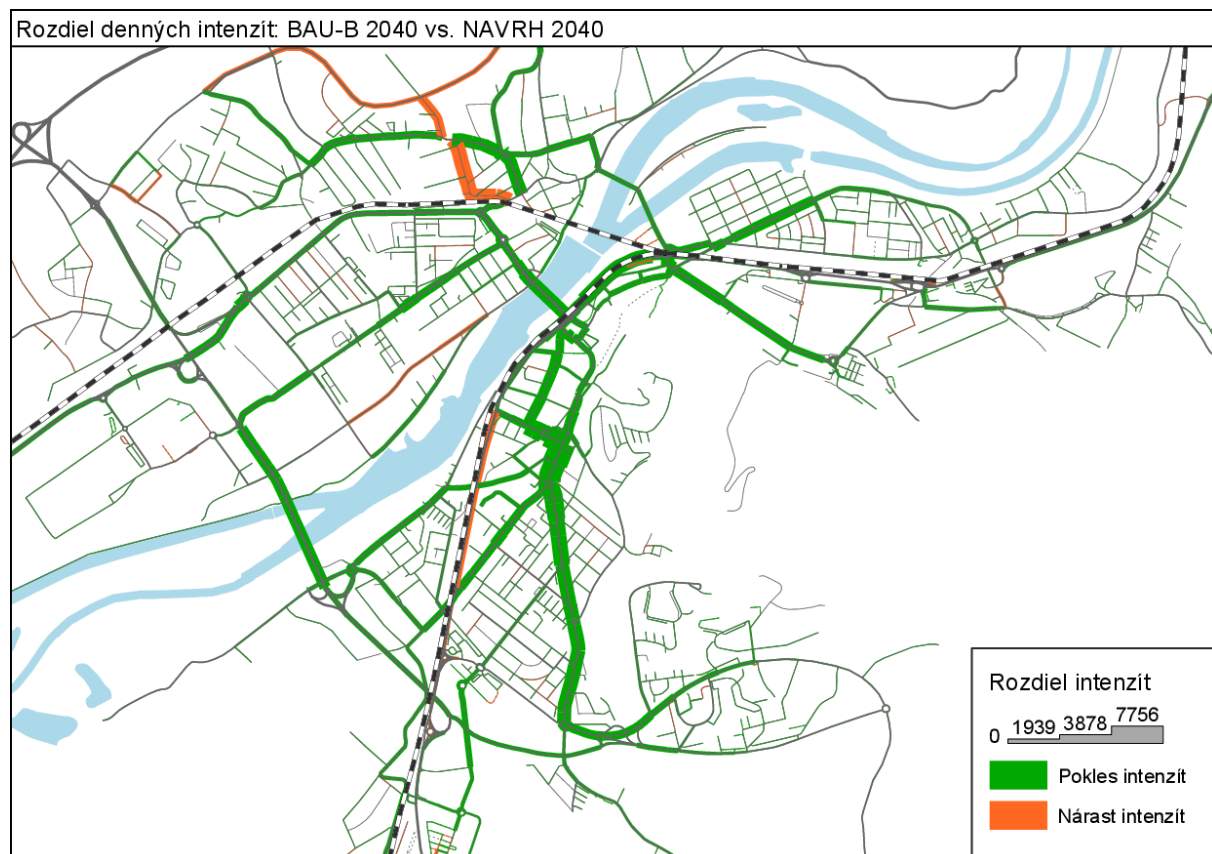 Rozdiel denných intenzít: BAU-B 2040 vs. NAVRH 2040
Rozdiel intenzít
0 1939 3878 7756
Pokles intenzít
Nárast intenzít